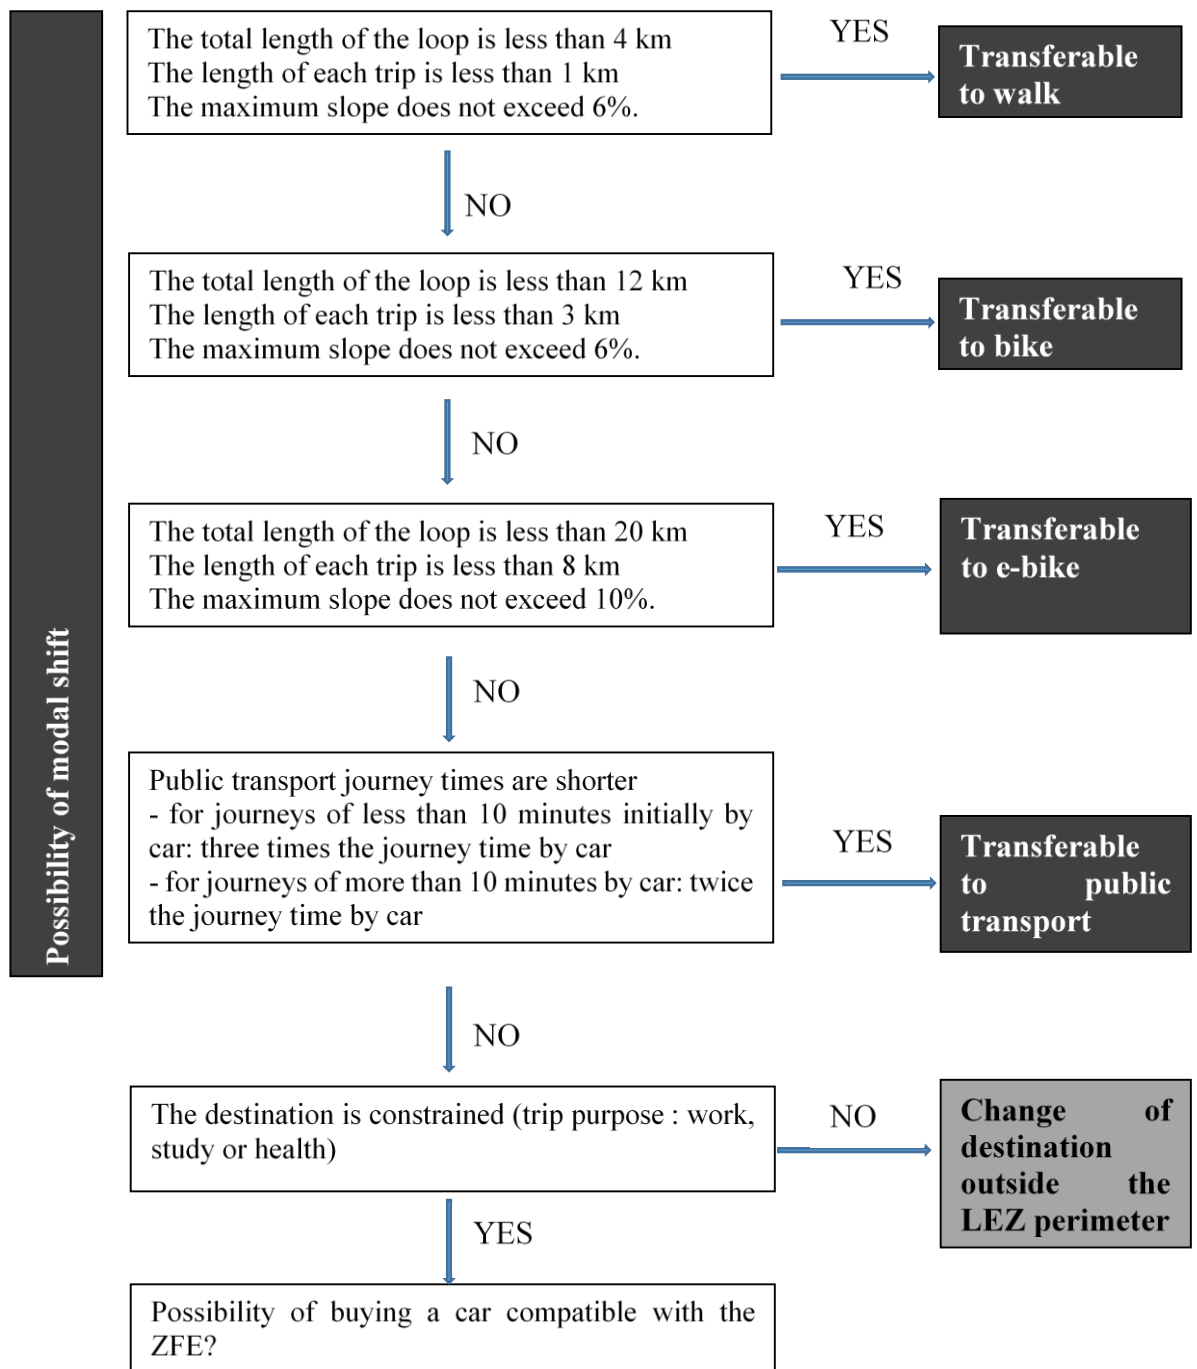 Possibility of modal shift
The total length of the loop is less than 4 km
The length of each trip is less than 1 km
The maximum slope does not exceed 6%.
YES
Transferable
to walk
NO
The total length of the loop is less than 12 km
The length of each trip is less than 3 km
The maximum slope does not exceed 6%.
YES
Transferable
to bike
NO
The total length of the loop is less than 20 km
The length of each trip is less than 8 km
The maximum slope does not exceed 10%.
YES
Transferable
to e-bike
NO
Public transport journey times are shorter
- for journeys of less than 10 minutes initially by
car: three times the journey time by car
- for journeys of more than 10 minutes by car: twice
the journey time by car
YES
Transferable
to public
transport
NO
The destination is constrained (trip purpose : work,
study or health)
NO
Change of
destination
outside the
LEZ perimeter
YES
Possibility of buying a car compatible with the
ZFE?